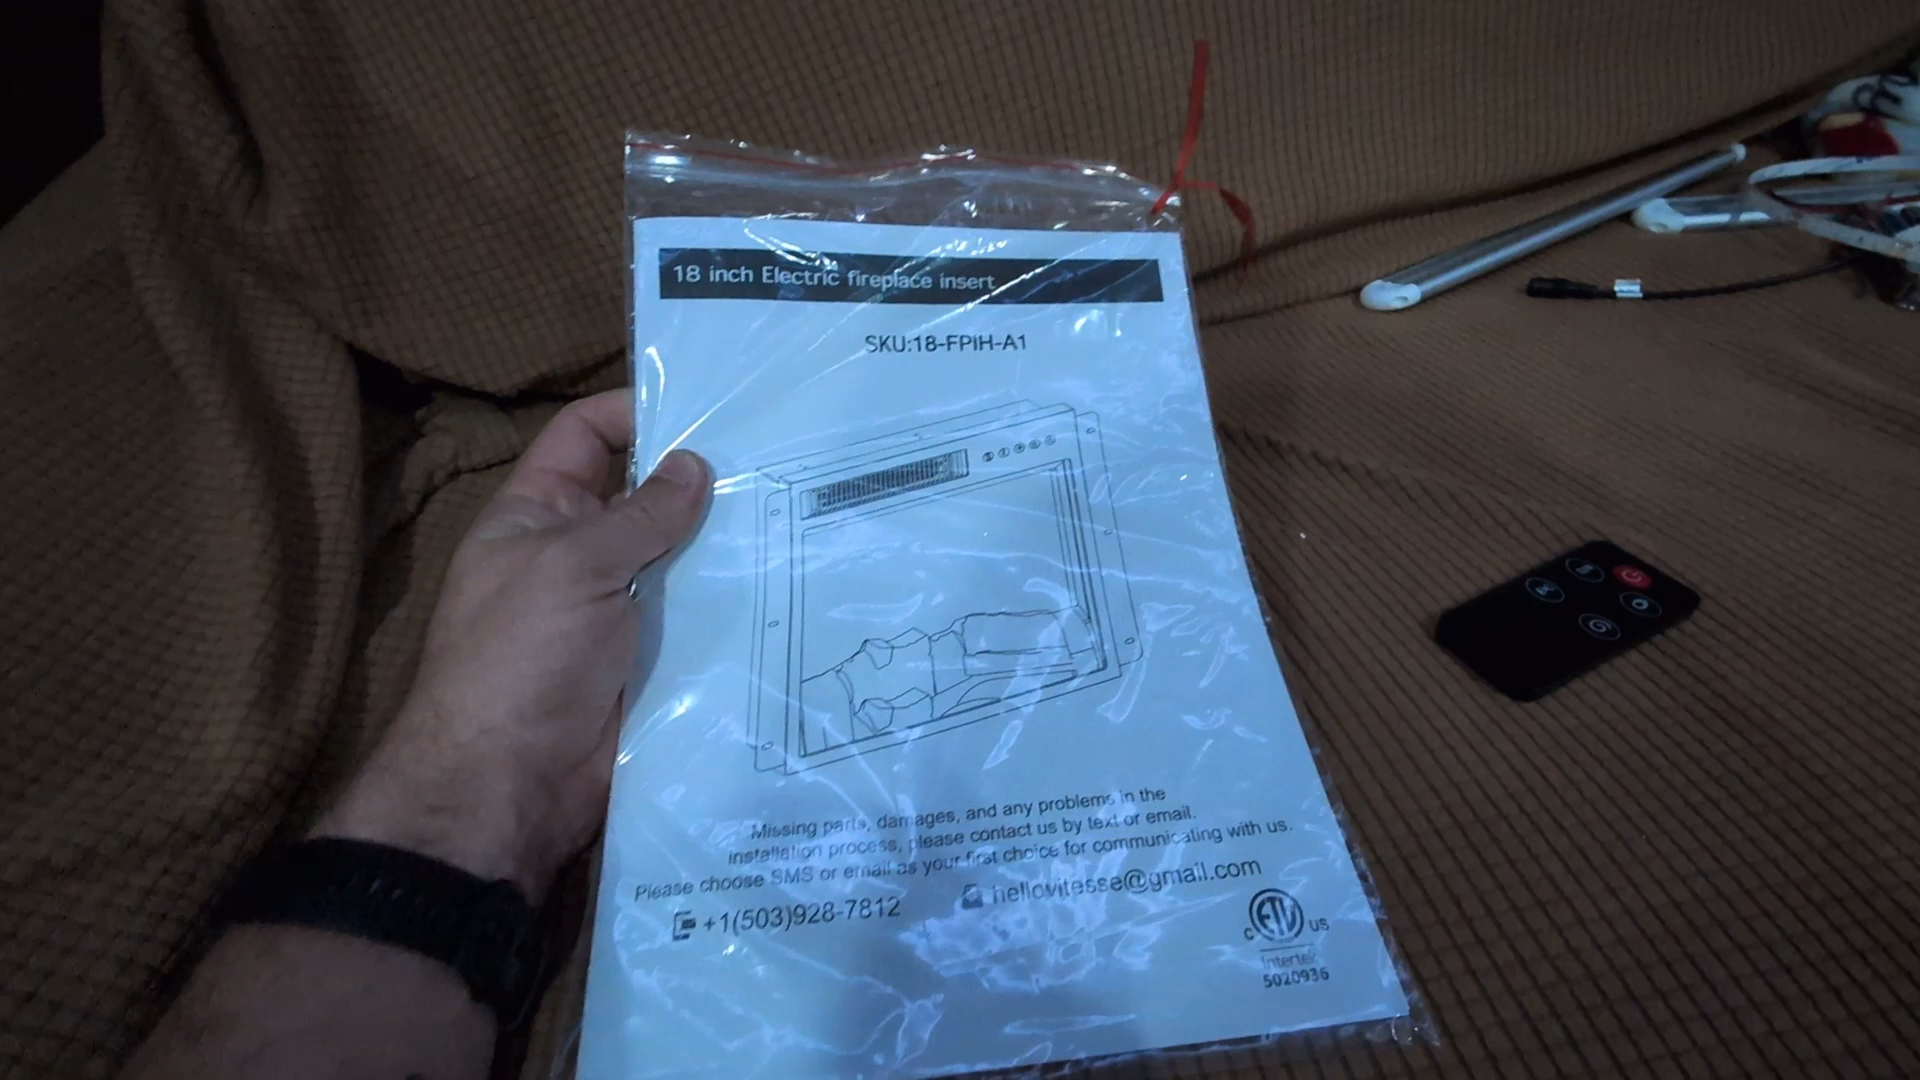 18 inch Electric fireplace insert
SKU:18-FPIH-A1
Missing parts, damages, and any problems in the
installation process, please contact us by text or email.
Please choose SMS or email as your first choice for communicating with us.
+1(503)928-7812
hellovitesse@gmail.com
c ETL US
Intertek
5020936